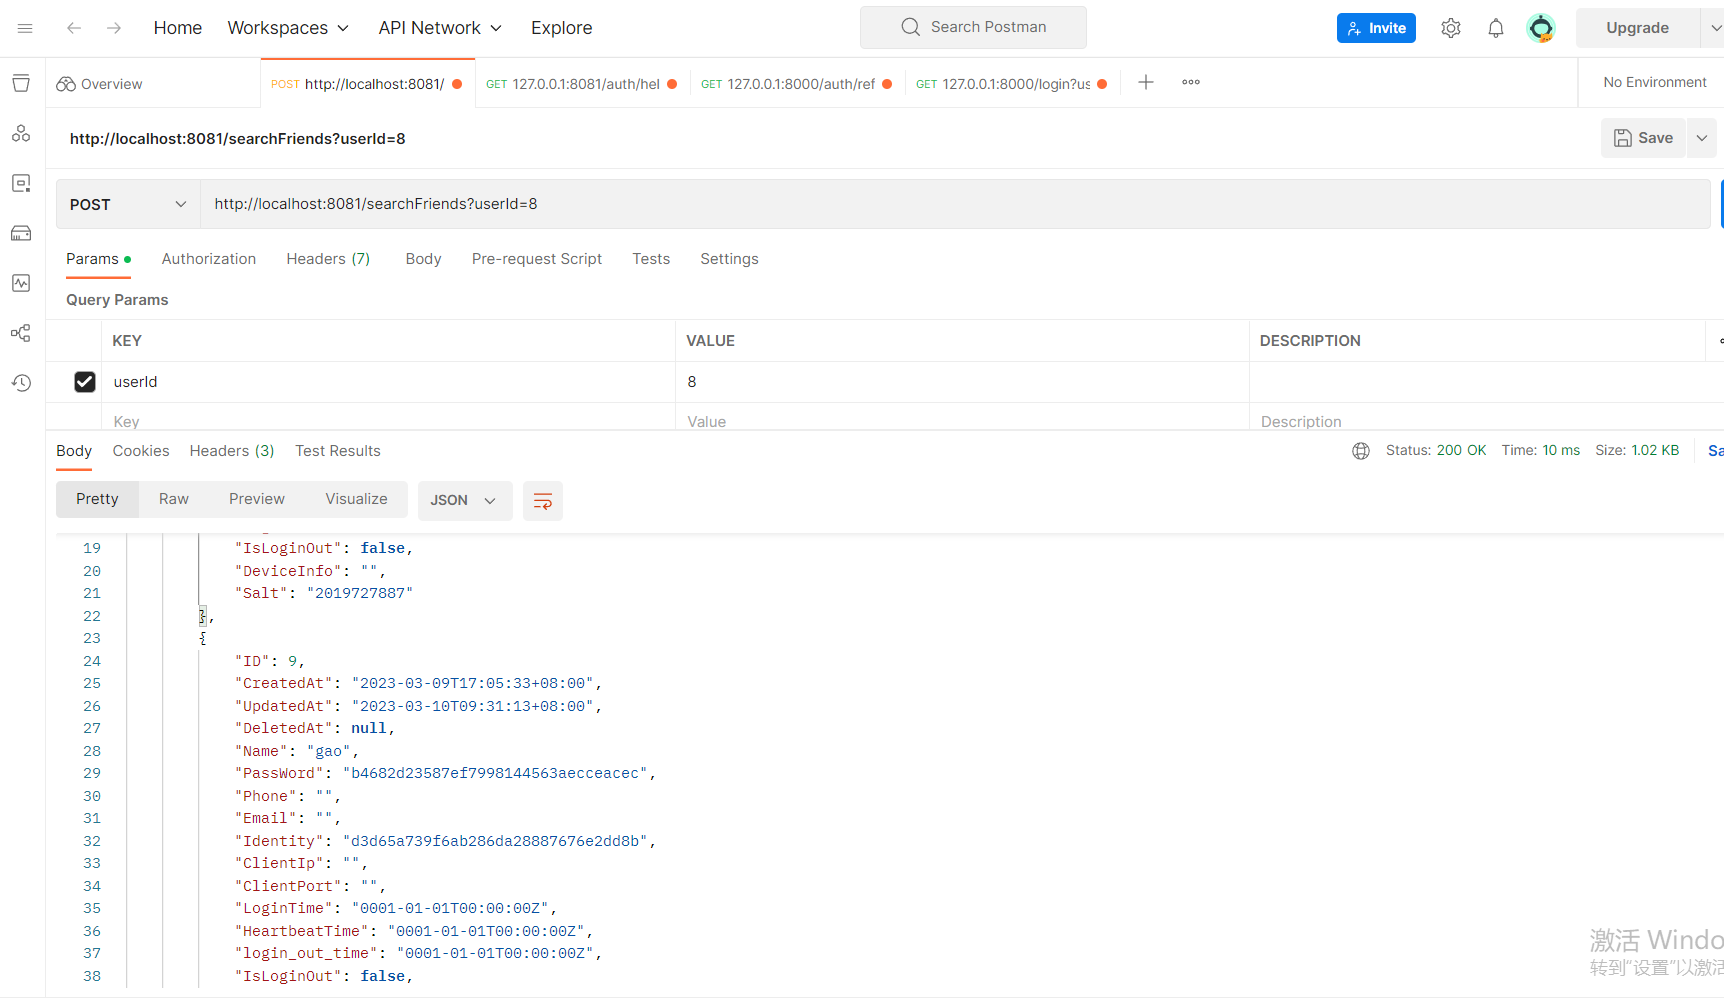 Home Workspaces API Network Explore Search Postman Invite Upgrade
Overview POST http://localhost:8081/ GET 127.0.0.1:8081/auth/hel GET 127.0.0.1:8000/auth/ref GET 127.0.0.1:8000/login?us No Environment
http://localhost:8081/searchFriends?userId=8 Save
POST http://localhost:8081/searchFriends?userId=8
Params Authorization Headers (7) Body Pre-request Script Tests Settings
Query Params
KEY VALUE DESCRIPTION
userId 8
Key Value Description
Body Cookies Headers (3) Test Results Status: 200 OK Time: 10 ms Size: 1.02 KB Sa
Pretty Raw Preview Visualize JSON
19 "IsLoginOut": false,
20 "DeviceInfo": "",
21 "Salt": "2019727887"
22 },
23 {
24 "ID": 9,
25 "CreatedAt": "2023-03-09T17:05:33+08:00",
26 "UpdatedAt": "2023-03-10T09:31:13+08:00",
27 "DeletedAt": null,
28 "Name": "gao",
29 "PassWord": "b4682d23587ef7998144563aecceacec",
30 "Phone": "",
31 "Email": "",
32 "Identity": "d3d65a739f6ab286da28887676e2dd8b",
33 "ClientIp": "",
34 "ClientPort": "",
35 "LoginTime": "0001-01-01T00:00:00Z",
36 "HeartbeatTime": "0001-01-01T00:00:00Z",
37 "login_out_time": "0001-01-01T00:00:00Z",
38 "IsLoginOut": false,
激活 Windo
转到“设置”以激活